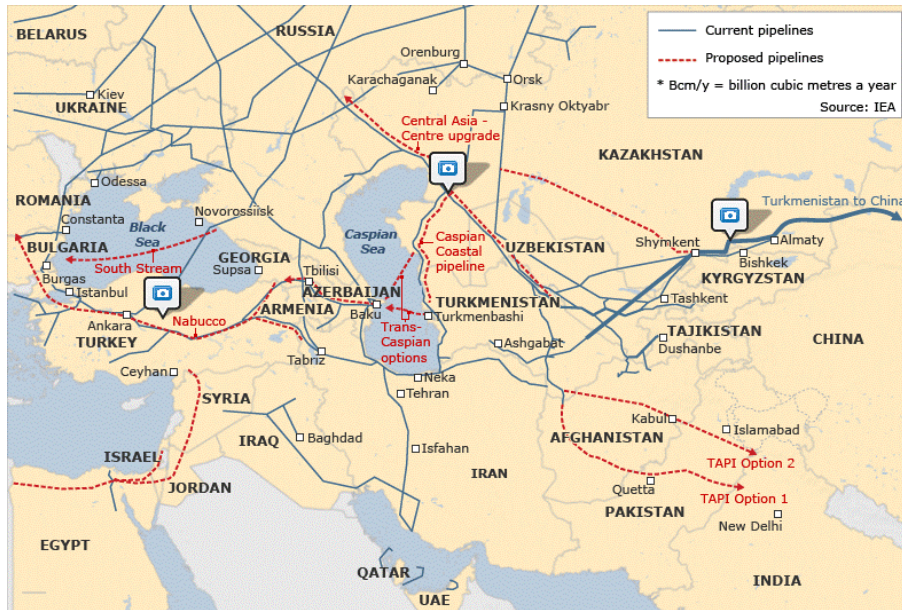 Current pipelines
Proposed pipelines
* Bcm/y = billion cubic metres a year
Source: IEA
BELARUS
RUSSIA
Orenburg
Karachaganak
Orsk
Kiev
UKRAINE
Krasny Oktyabr
Central Asia -
Centre upgrade
KAZAKHSTAN
Odessa
ROMANIA
Constanta
Novorossiisk
Black
Sea
Caspian
Sea
Turkmenistan to China
BULGARIA
South Stream
GEORGIA
Supsa
Tbilisi
Caspian
Coastal
pipeline
UZBEKISTAN
Shymkent
Almaty
Bishkek
KYRGYZSTAN
Burgas
Istanbul
AZERBAIJAN
ARMENIA
Baku
TURKMENISTAN
Turkmenbashi
Tashkent
Ankara
TURKEY
Nabucco
Trans-
Caspian
options
Ashgabat
TAJIKISTAN
Dushanbe
CHINA
Tabriz
Ceyhan
Neka
Tehran
SYRIA
Kabul
Islamabad
IRAQ
Baghdad
Isfahan
AFGHANISTAN
ISRAEL
TAPI Option 2
IRAN
JORDAN
Quetta
TAPI Option 1
PAKISTAN
New Delhi
EGYPT
QATAR
INDIA
UAE